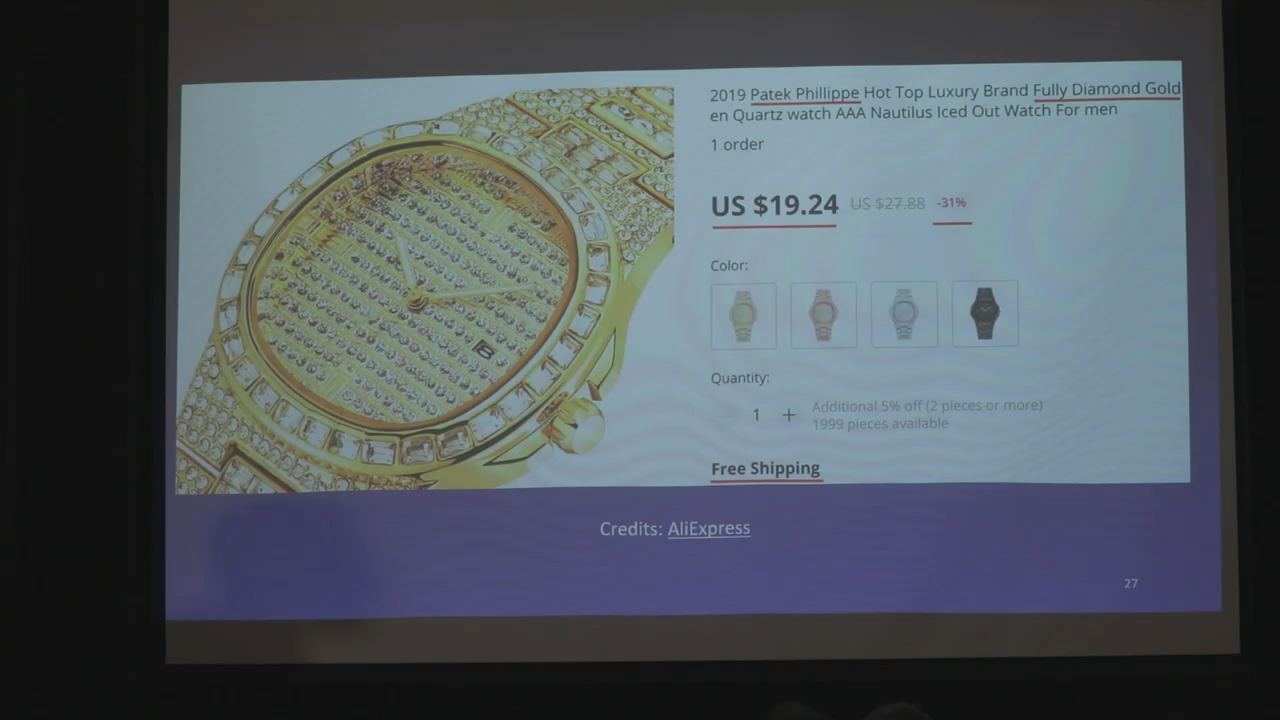 2019 Patek Phillippe Hot Top Luxury Brand Fully Diamond Gold
en Quartz watch AAA Nautilus Iced Out Watch For men
1 order
US $19.24 US $27.88 -31%
Color:
Quantity:
1 + Additional 5% off (2 pieces or more)
1999 pieces available
Free Shipping
Credits: AliExpress
27